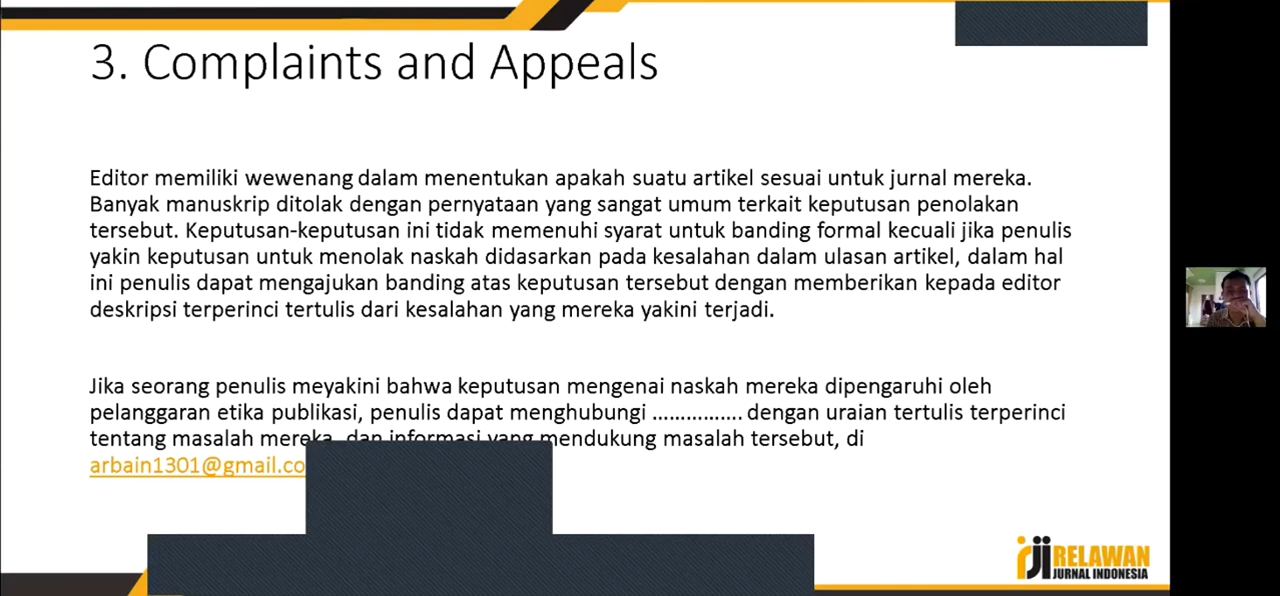 3. Complaints and Appeals
Editor memiliki wewenang dalam menentukan apakah suatu artikel sesuai untuk jurnal mereka.
Banyak manuskrip ditolak dengan pernyataan yang sangat umum terkait keputusan penolakan
tersebut. Keputusan-keputusan ini tidak memenuhi syarat untuk banding formal kecuali jika penulis
yakin keputusan untuk menolak naskah didasarkan pada kesalahan dalam ulasan artikel, dalam hal
ini penulis dapat mengajukan banding atas keputusan tersebut dengan memberikan kepada editor
deskripsi terperinci tertulis dari kesalahan yang mereka yakini terjadi.
Jika seorang penulis meyakini bahwa keputusan mengenai naskah mereka dipengaruhi oleh
pelanggaran etika publikasi, penulis dapat menghubungi ................ dengan uraian tertulis terperinci
tentang masalah mereka, dan informasi yang mendukung masalah tersebut, di
arbain1301@gmail.co
RELAWAN
JURNAL INDONESIA